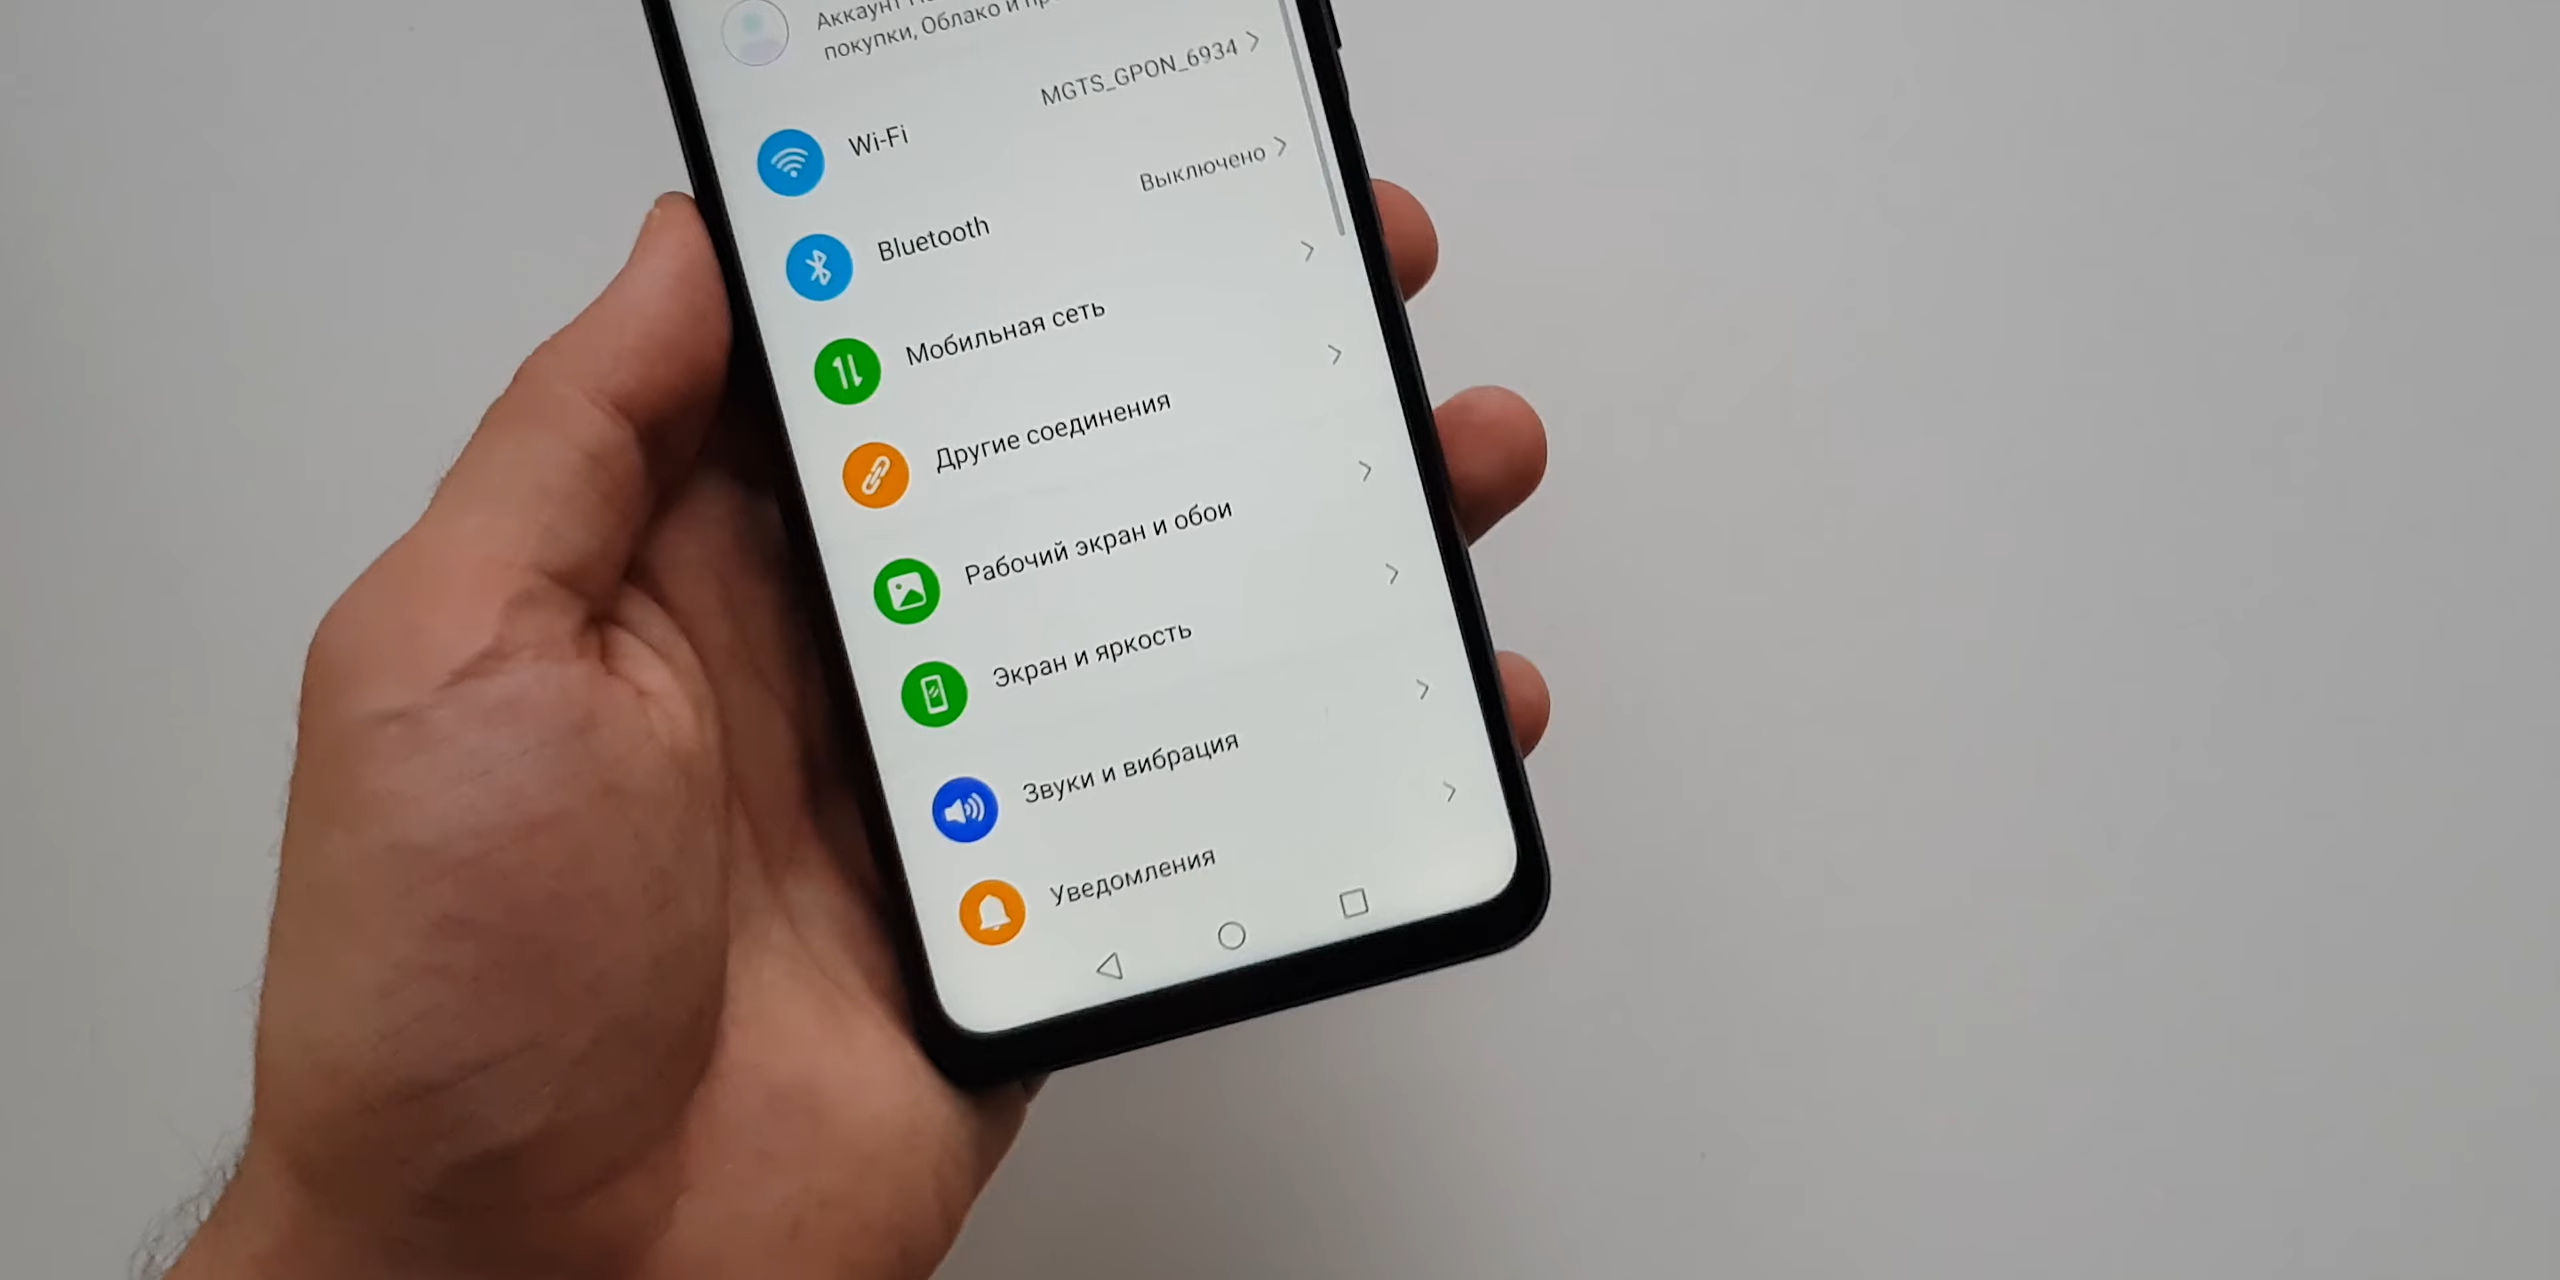 Аккаунт
покупки, Облако и
Wi-Fi
MGTS_GPON_6934
Bluetooth
Выключено
Мобильная сеть
Другие соединения
Рабочий экран и обои
Экран и яркость
Звуки и вибрация
Уведомления